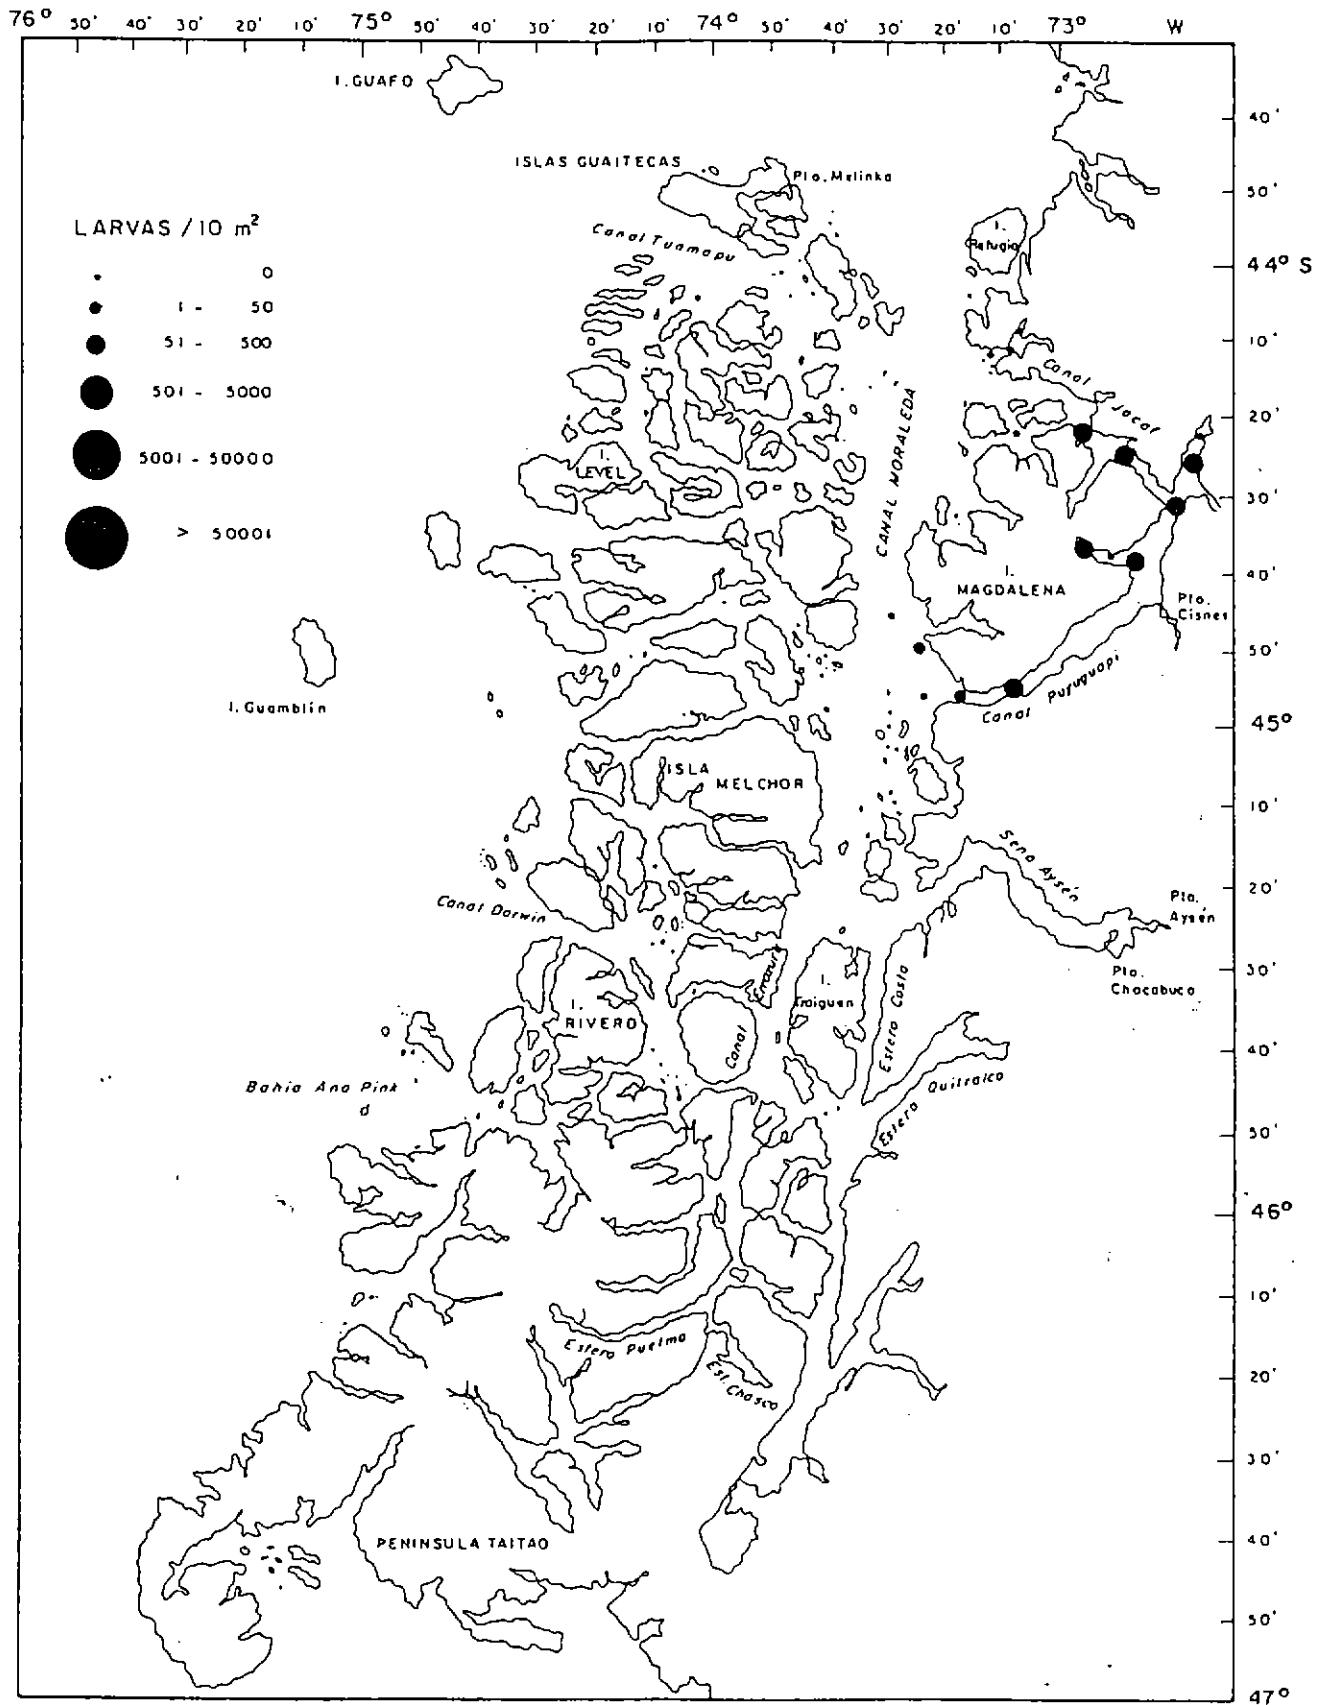 76° 50' 40' 30' 20' 10' 75° 50' 40' 30' 20' 10' 74° 50' 40' 30' 20' 10' 73° W
I. GUAFO
40'
ISLAS GUAITECAS
Pto. Melinka
50'
LARVAS / 10 m²
Canal Tuamapu
I.
Refugio
0
44° S
1 - 50
51 - 500
10'
Canal Jacaf
501 - 5000
20'
CANAL MORALEDA
5001 - 50000
I.
LEVEL
30'
> 50001
40'
I.
MAGDALENA
Pto.
Cisnes
50'
I. Guamblin
Canal Puyuguapi
45°
ISLA
MELCHOR
10'
Seno Aysén
20'
Canal Darwin
Pto.
Aysén
30'
Pto.
Chacabuco
I.
RIVERO
Canal Errazuriz
I.
Traiguen
Estero Costa
40'
Bahia Ana Pink
Estero Quitralco
50'
46°
10'
Estero Puelma
Est. Chasco
20'
30'
PENINSULA TAITAO
40'
50'
47°